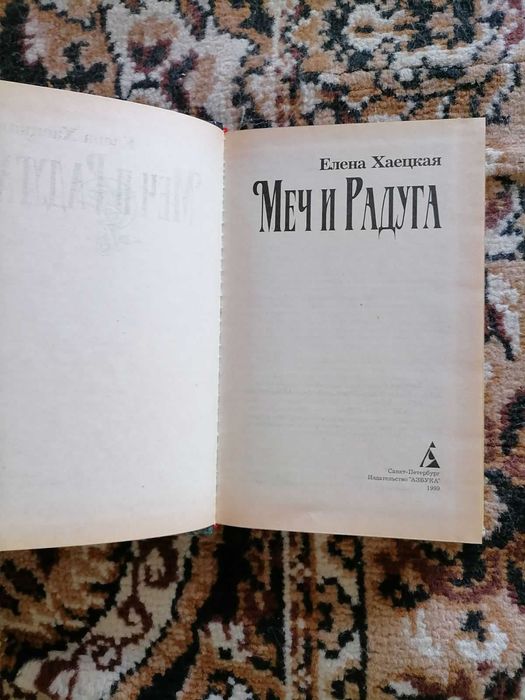 Елена Хаецкая
Меч и Радуга
Санкт-Петербург
Издательство "АЗБУКА"
1999